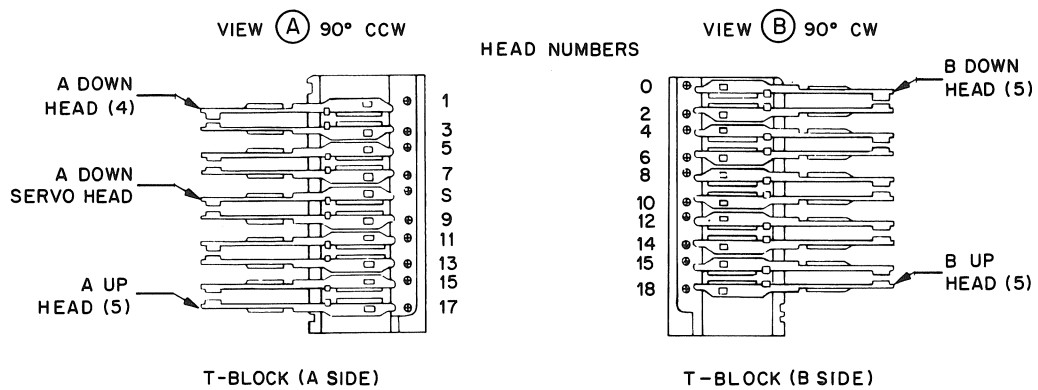 VIEW A 90° CCW
VIEW B 90° CW
HEAD NUMBERS
A DOWN
HEAD (4)
A DOWN
SERVO HEAD
A UP
HEAD (5)
1
3
5
7
S
9
11
13
15
17
0
2
4
6
8
10
12
14
15
18
B DOWN
HEAD (5)
B UP
HEAD (5)
T-BLOCK (A SIDE)
T-BLOCK (B SIDE)